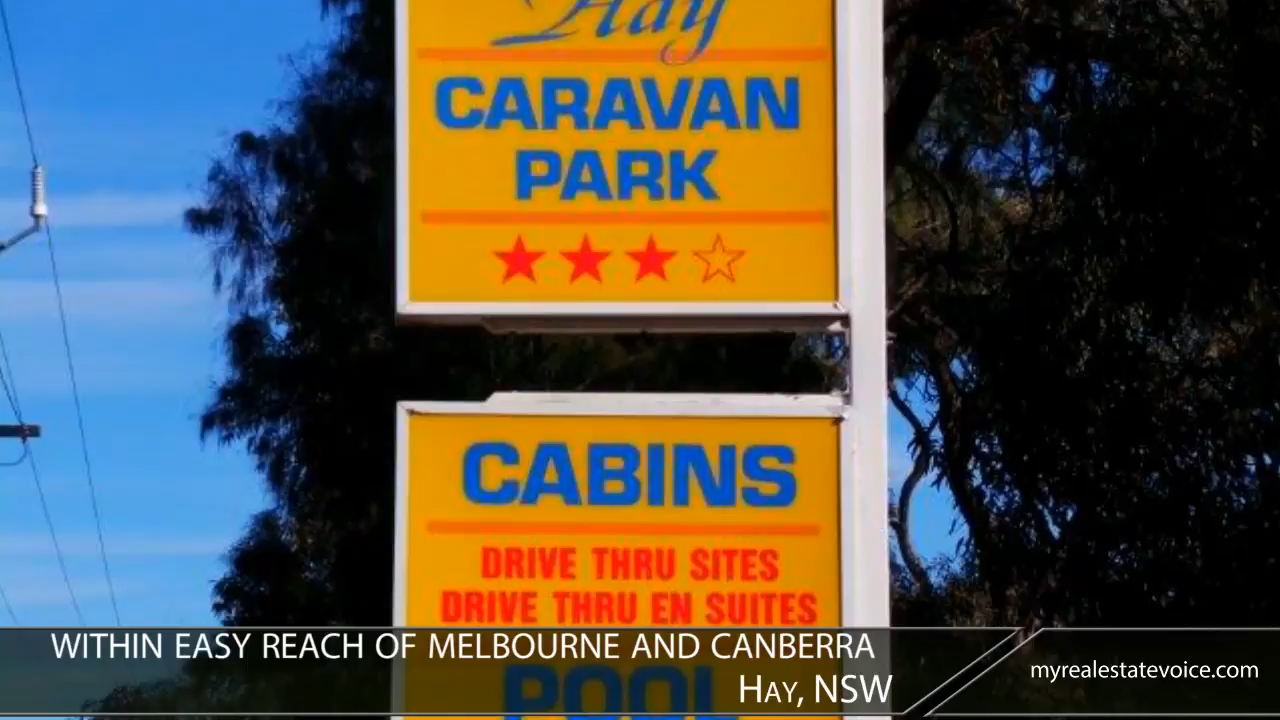 Hay
CARAVAN
PARK
CABINS
DRIVE THRU SITES
DRIVE THRU EN SUITES
POOL
WITHIN EASY REACH OF MELBOURNE AND CANBERRA
HAY, NSW
myrealestatevoice.com